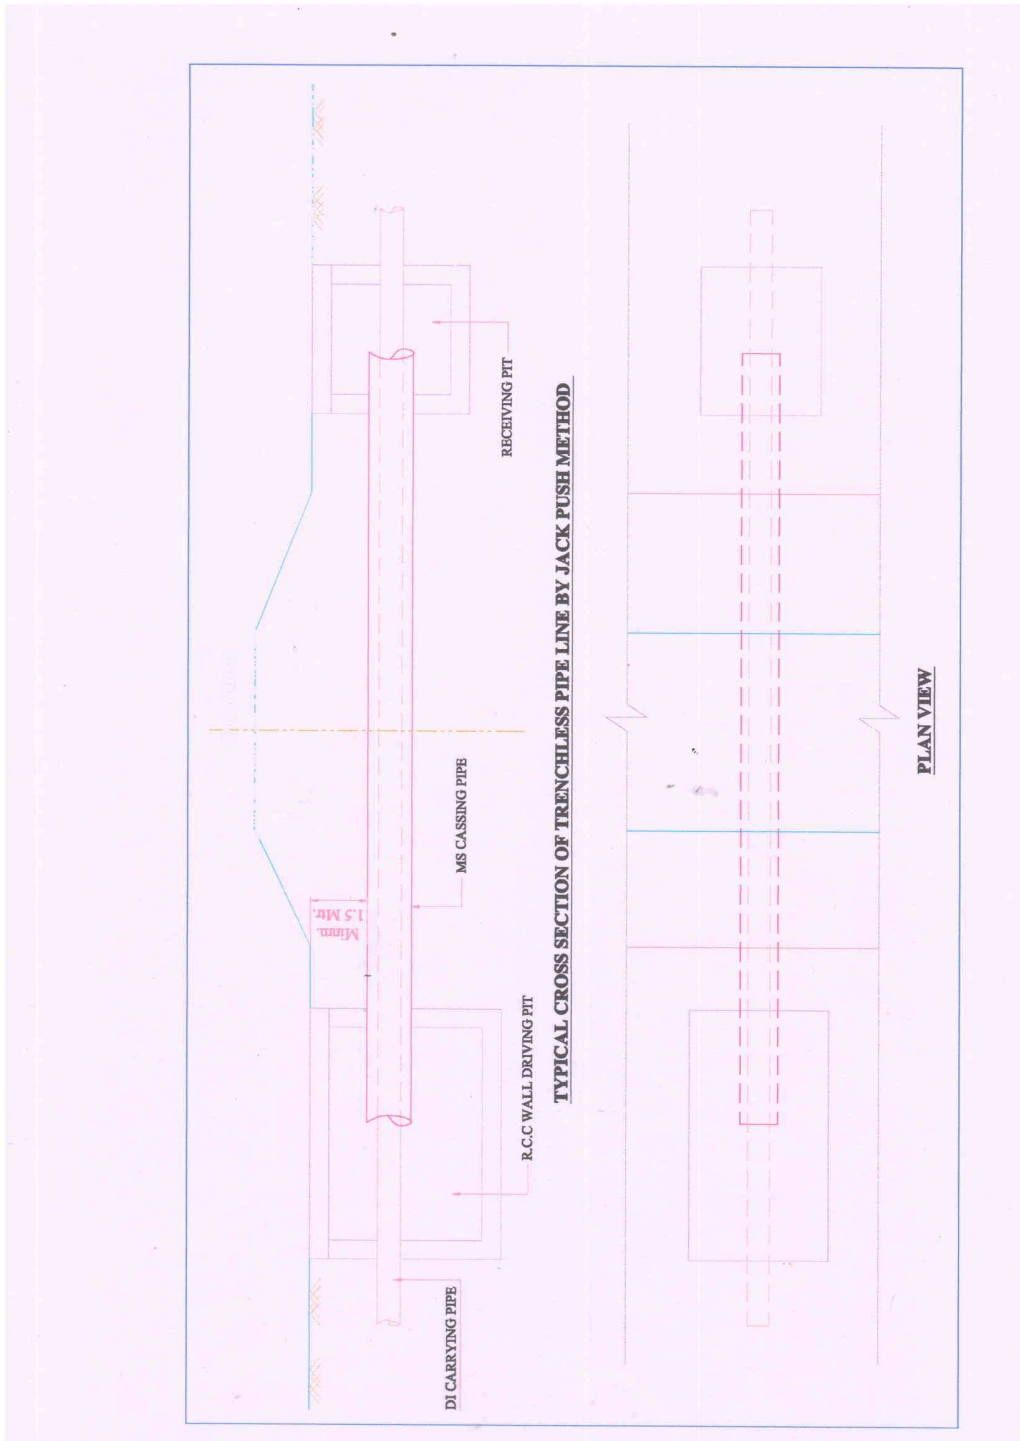 Minm.
1.5 Mtr.
RECEIVING PIT
MS CASSING PIPE
R.C.C WALL DRIVING PIT
DI CARRYING PIPE
TYPICAL CROSS SECTION OF TRENCHLESS PIPE LINE BY JACK PUSH METHOD
PLAN VIEW